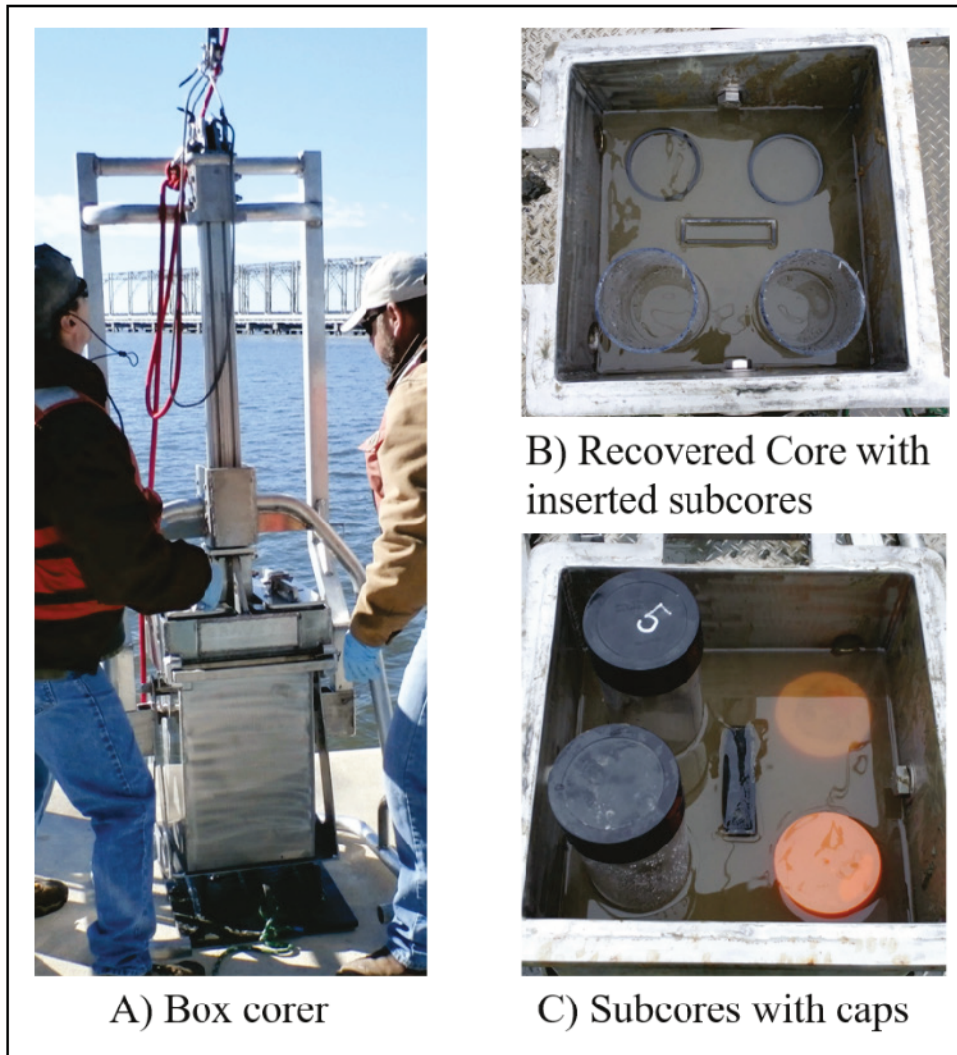 A) Box corer
B) Recovered Core with
inserted subcores
5
C) Subcores with caps